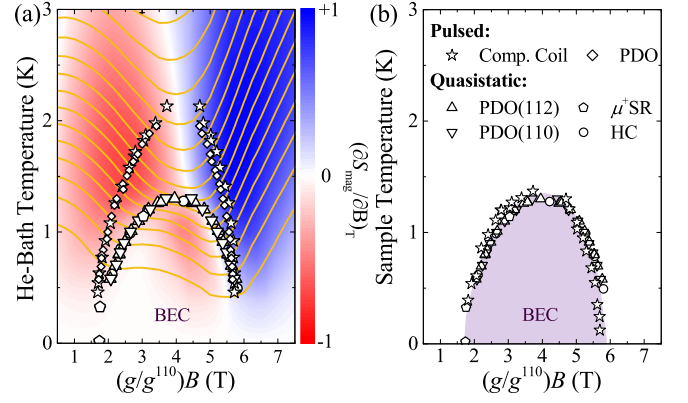 (a)
3
2
1
0
He-Bath Temperature (K)
BEC
1 2 3 4 5 6 7
(g/g¹¹⁰)B (T)
+1
0
-1
(∂S_mag/∂B)_T
(b)
3
2
1
0
Sample Temperature (K)
Pulsed:
Comp. Coil PDO
Quasistatic:
PDO(112) μ⁺SR
PDO(110) HC
BEC
1 2 3 4 5 6 7
(g/g¹¹⁰)B (T)